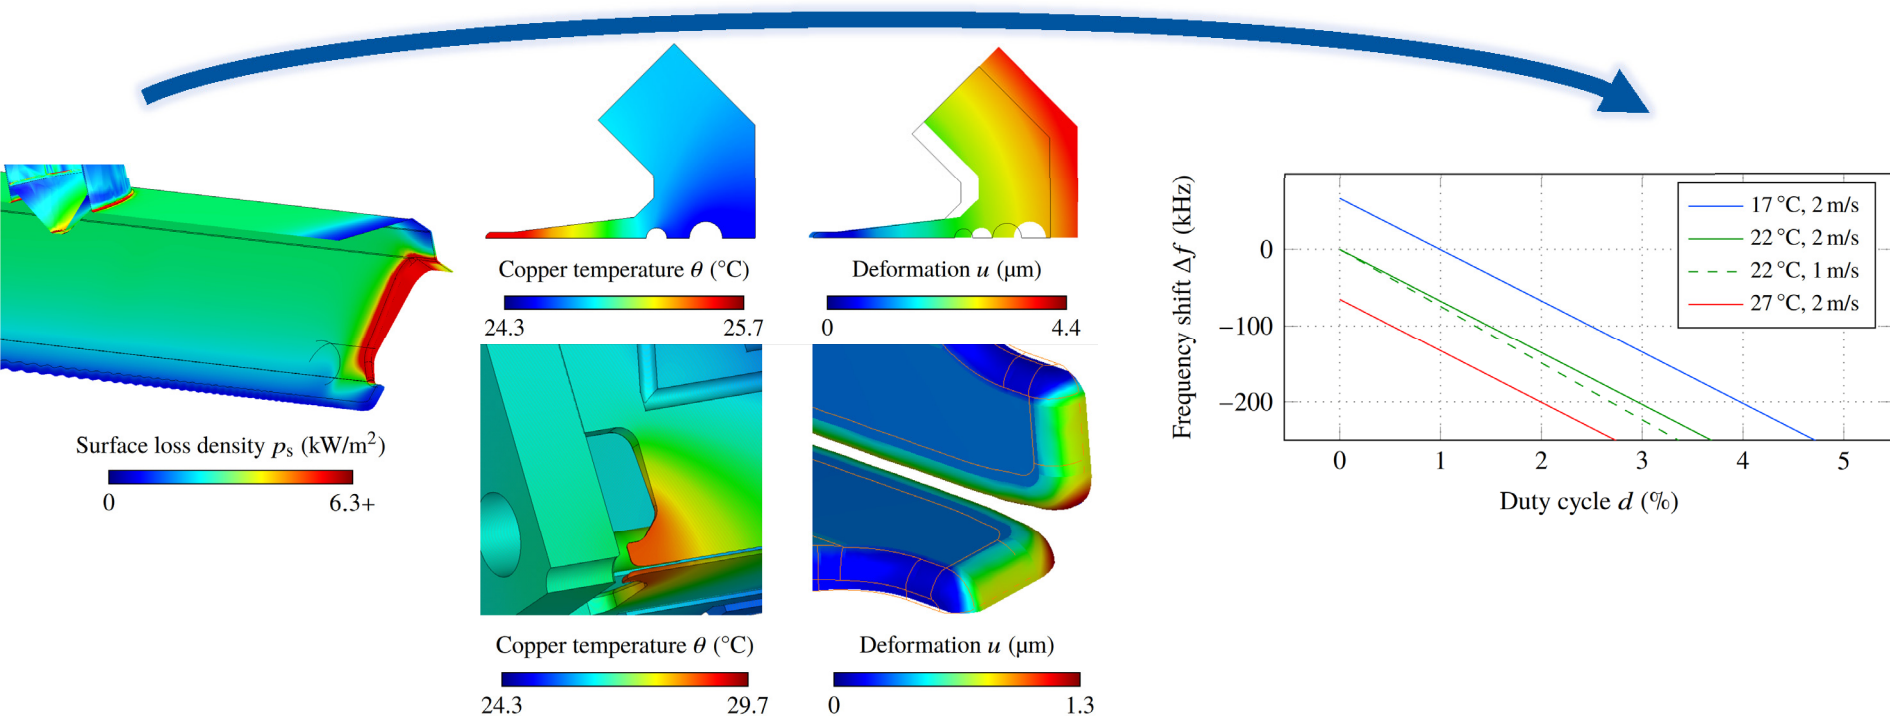 Surface loss density pₛ (kW/m²)
0 6.3+
Copper temperature θ (°C)
24.3 25.7
Deformation u (µm)
0 4.4
Copper temperature θ (°C)
24.3 29.7
Deformation u (µm)
0 1.3
Frequency shift Δf (kHz)
0
−100
−200
17 °C, 2 m/s
22 °C, 2 m/s
22 °C, 1 m/s
27 °C, 2 m/s
0 1 2 3 4 5
Duty cycle d (%)